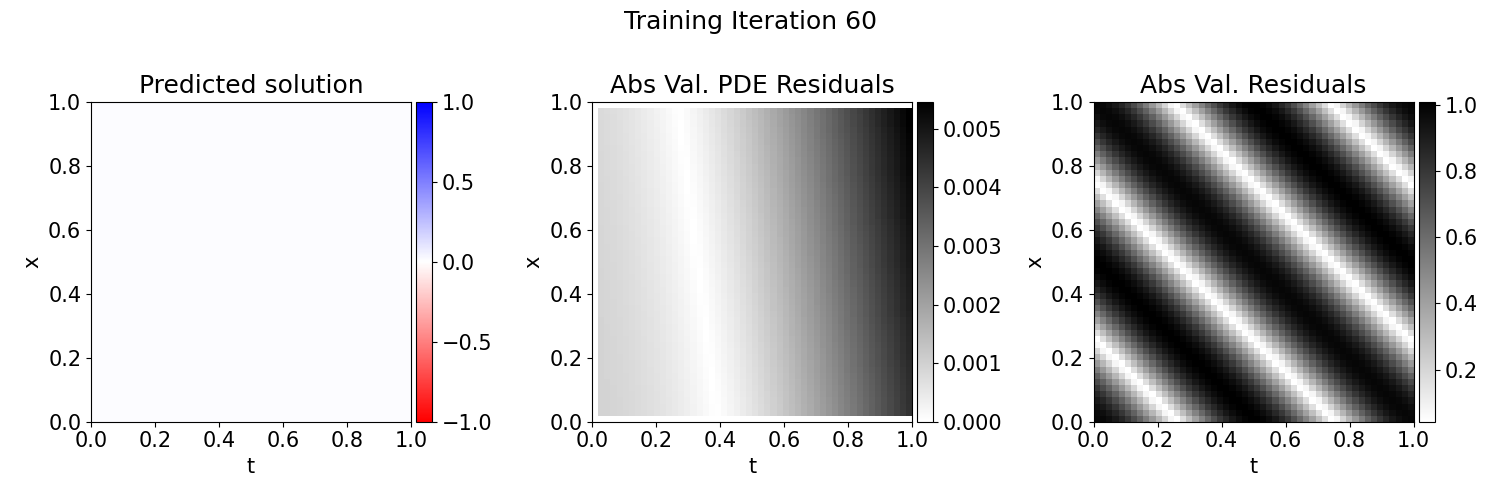 Training Iteration 60
Predicted solution
Abs Val. PDE Residuals
Abs Val. Residuals
1.0
0.8
0.6
0.4
0.2
0.0
x
0.0 0.2 0.4 0.6 0.8 1.0
t
1.0
0.5
0.0
−0.5
−1.0
1.0
0.8
0.6
0.4
0.2
0.0
x
0.0 0.2 0.4 0.6 0.8 1.0
t
0.005
0.004
0.003
0.002
0.001
0.000
1.0
0.8
0.6
0.4
0.2
0.0
x
0.0 0.2 0.4 0.6 0.8 1.0
t
1.0
0.8
0.6
0.4
0.2